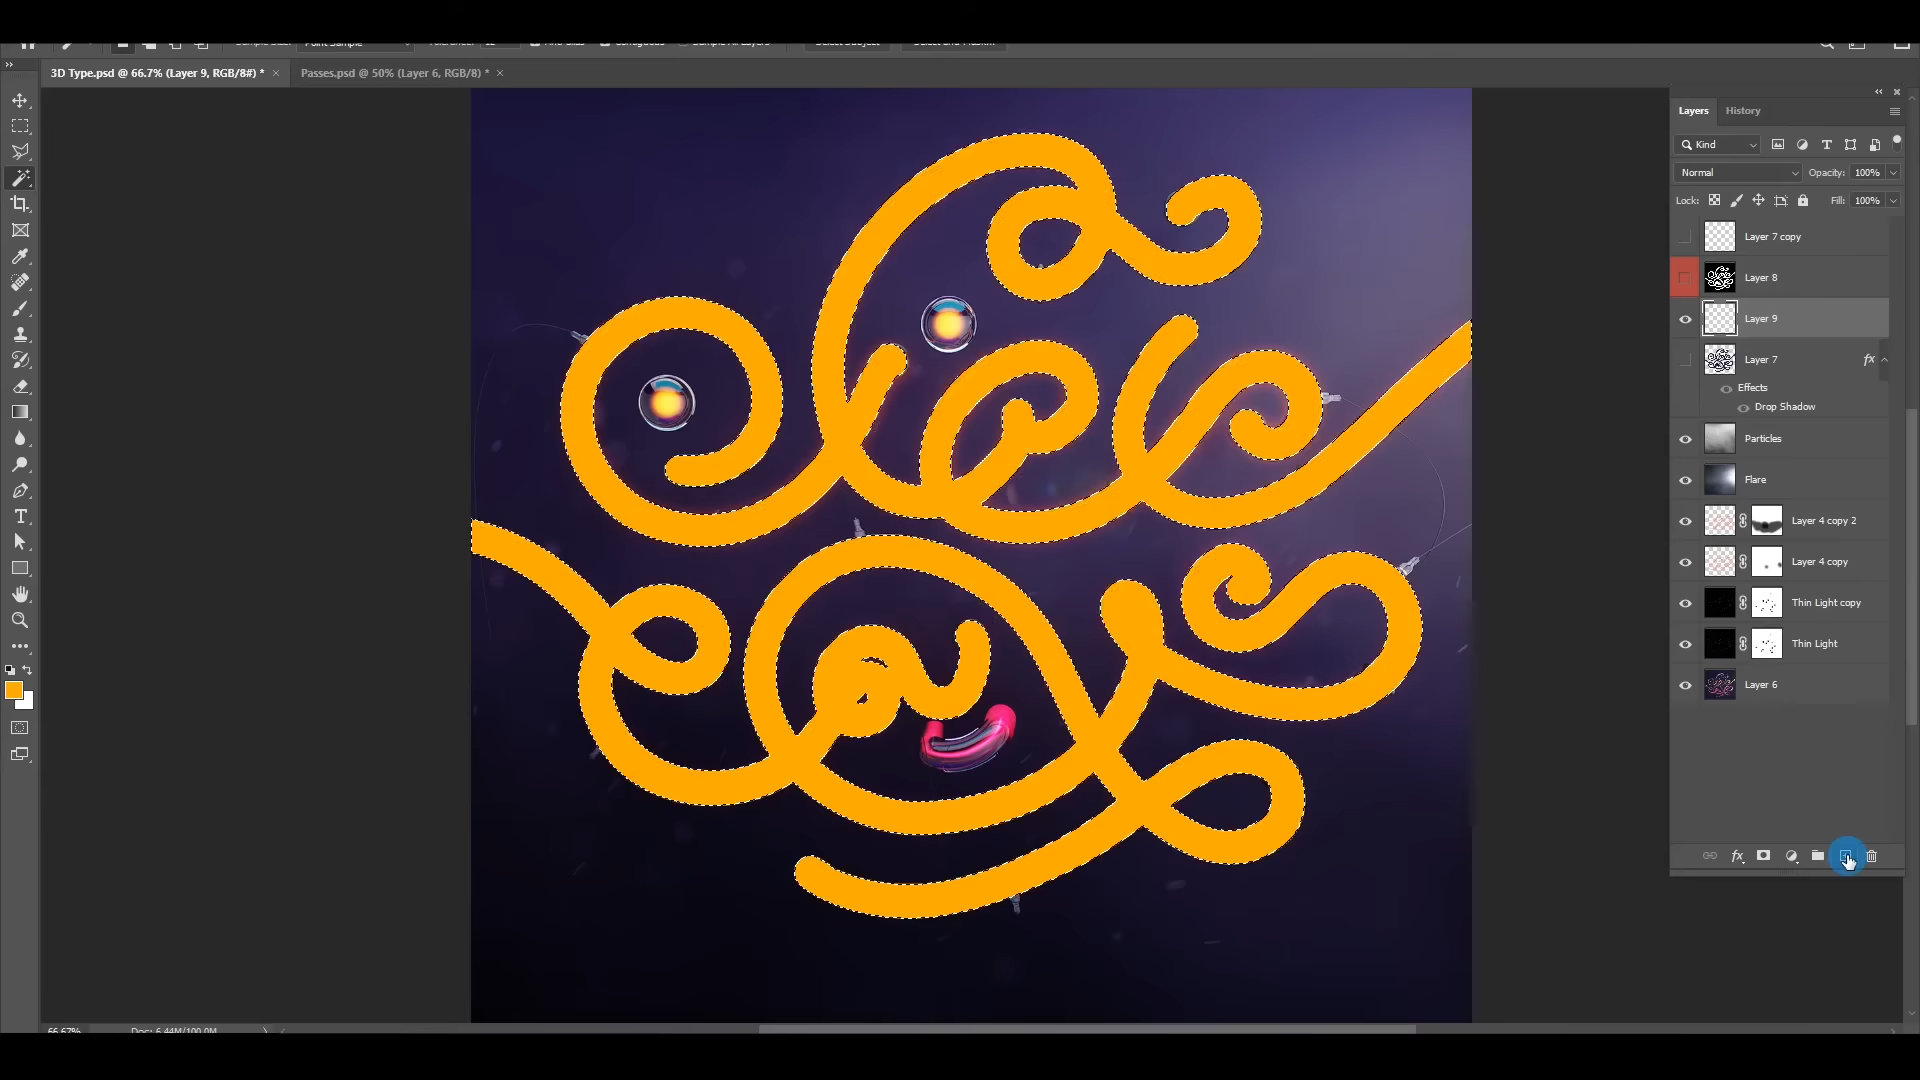 3D Type.psd @ 66.7% (Layer 9, RGB/8#) *
Passes.psd @ 50% (Layer 6, RGB/8) *
Layers
History
Kind
Normal
Opacity: 100%
Lock:
Fill: 100%
Layer 7 copy
Layer 8
Layer 9
Layer 7
fx
Effects
Drop Shadow
Particles
Flare
Layer 4 copy 2
Layer 4 copy
Thin Light copy
Thin Light
Layer 6
fx